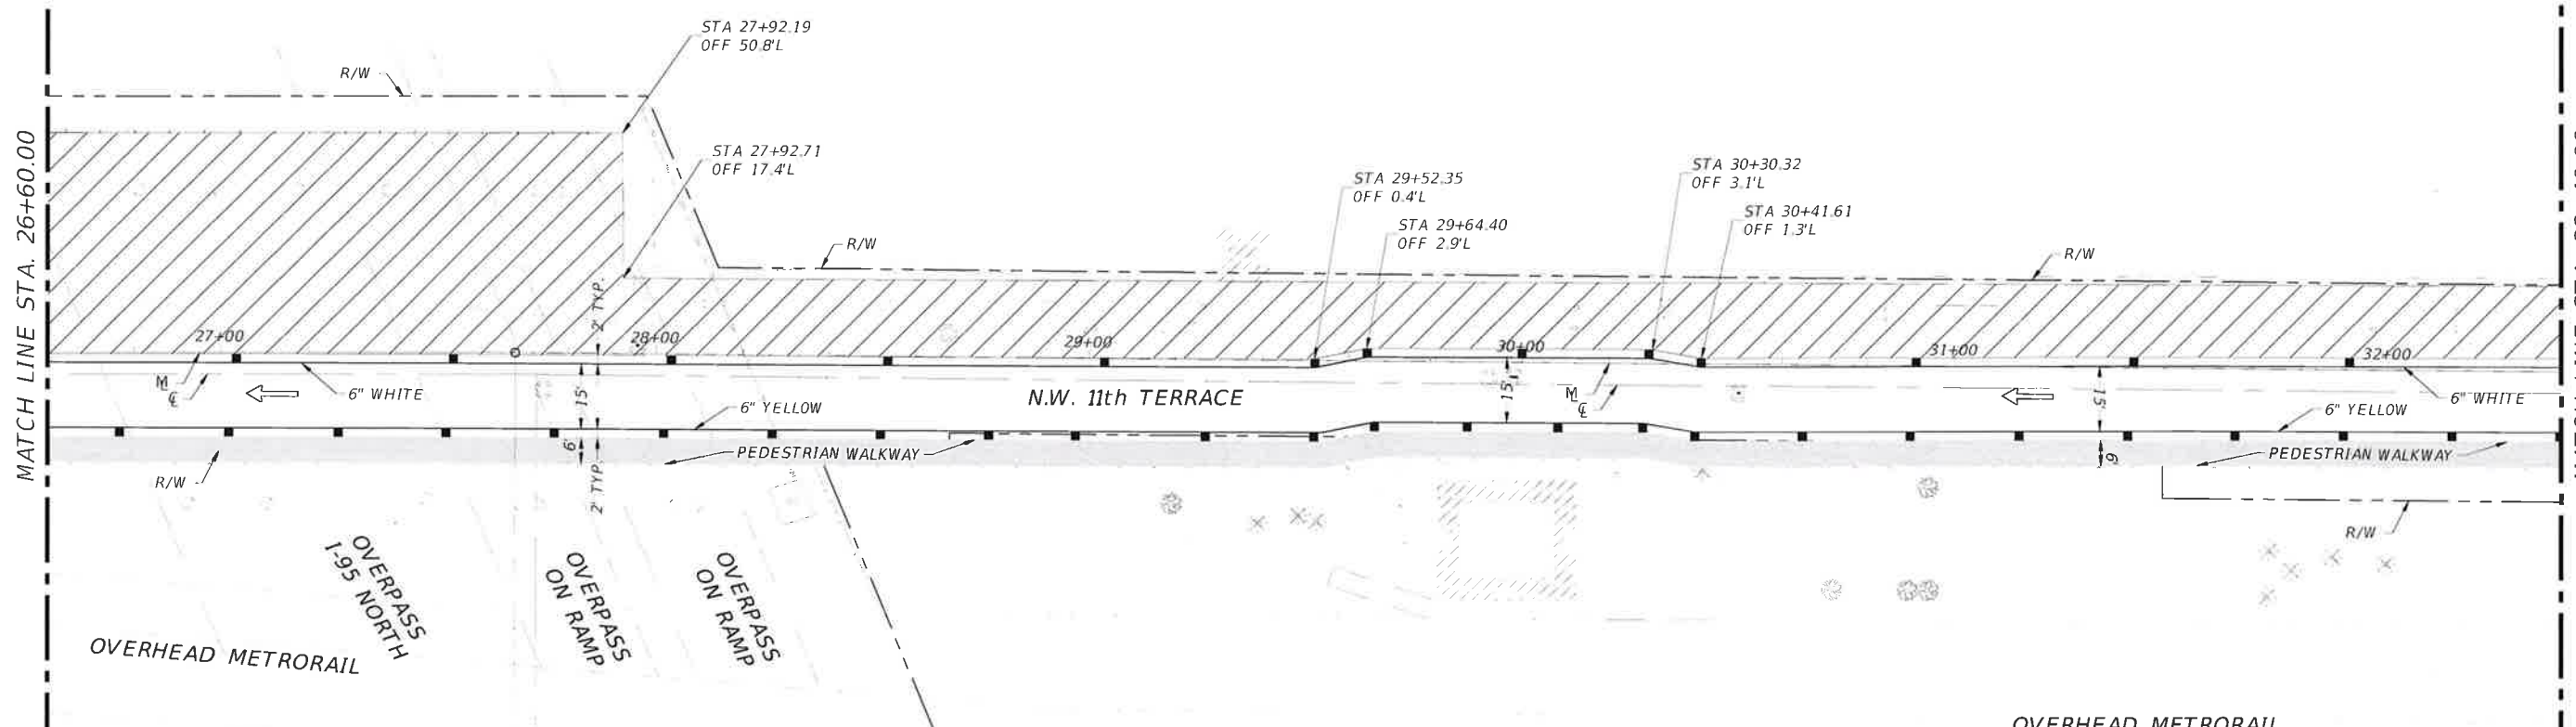 MATCH LINE STA. 26+60.00
STA 27+92.19
OFF 50.8'L
R/W
STA 27+92.71
OFF 17.4'L
R/W
STA 29+52.35
OFF 0.4'L
STA 29+64.40
OFF 2.9'L
STA 30+30.32
OFF 3.1'L
STA 30+41.61
OFF 1.3'L
R/W
2' TYP.
27+00
28+00
29+00
30+00
31+00
32+00
6" WHITE
15'
6" YELLOW
N.W. 11th TERRACE
15'
15'
6" YELLOW
6" WHITE
R/W
6'
2' TYP.
PEDESTRIAN WALKWAY
6'
PEDESTRIAN WALKWAY
R/W
OVERPASS
I-95 NORTH
OVERPASS
ON RAMP
OVERPASS
ON RAMP
OVERHEAD METRORAIL
OVERHEAD METRORAIL